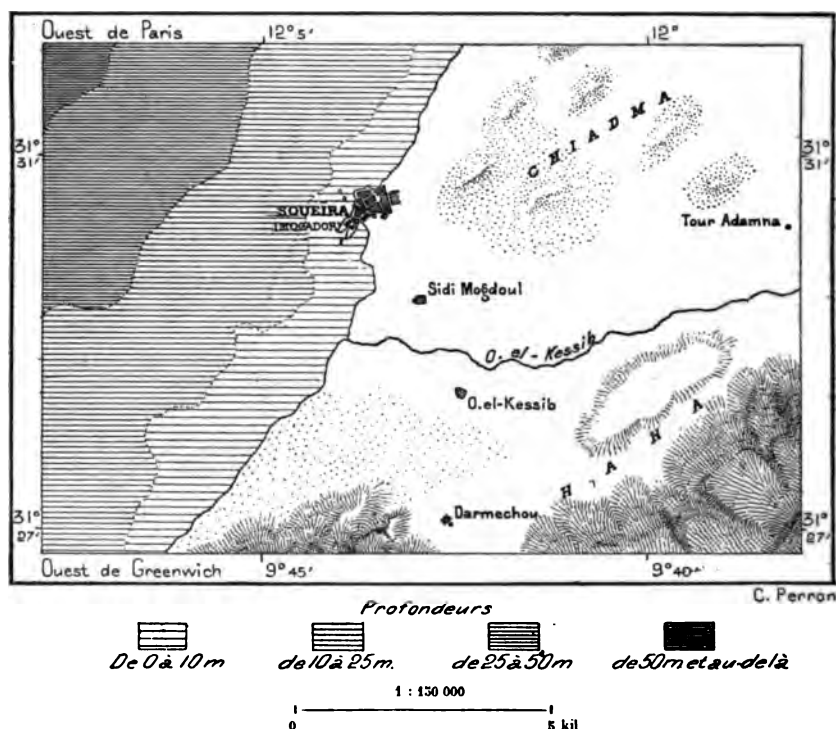 Ouest de Paris 12° 5' 12°
31° 31'
31° 31'
CHIADMA
SQUEÏRA
(MOGADOR)
Tour Adamna
Sidi Mogdoul
O. el-Kessib
O.el-Kessib
HAHA
Darmechou
31° 27'
31° 27'
Ouest de Greenwich 9°45' 9°40'
C. Perron
Profondeurs
De 0 à 10 m de 10 à 25 m. de 25 à 50 m de 50 m et au-delà
1 : 150 000
0 5 kil